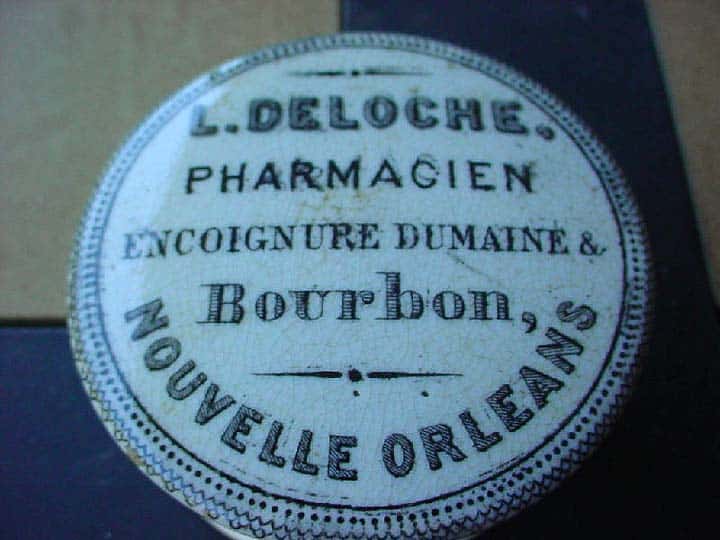 L. DELOCHE.
PHARMACIEN
ENCOIGNURE DUMAINE &
Bourbon,
NOUVELLE ORLEANS